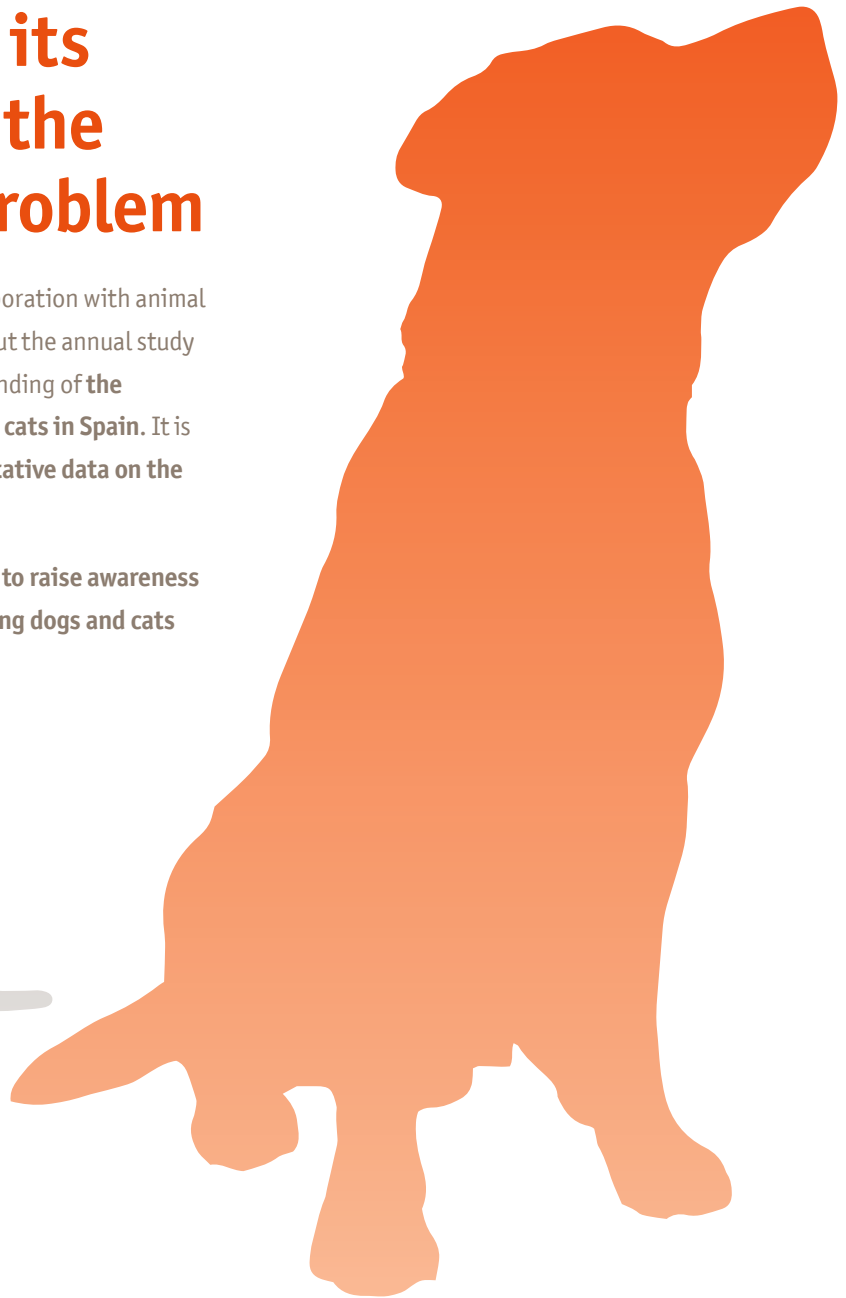 its
the
roblem
oration with animal
ut the annual study
nding of the
cats in Spain. It is
tative data on the
to raise awareness
ng dogs and cats